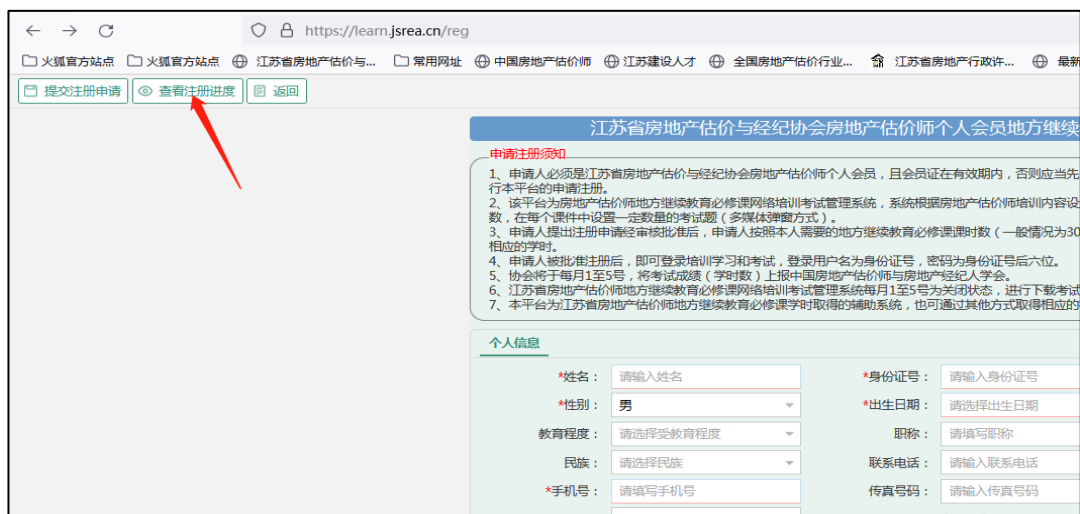 https://learn.jsrea.cn/reg
火狐官方站点 火狐官方站点 江苏省房地产估价与... 常用网址 中国房地产估价师 江苏建设人才 全国房地产估价行业... 江苏省房地产行政许... 最新
提交注册申请 查看注册进度 返回
江苏省房地产估价与经纪协会房地产估价师个人会员地方继续
申请注册须知
1、申请人必须是江苏省房地产估价与经纪协会房地产估价师个人会员，且会员证在有效期内，否则应当先
行本平台的申请注册。
2、该平台为房地产估价师地方继续教育必修课网络培训考试管理系统，系统根据房地产估价师培训内容设
数，在每个课件中设置一定数量的考试题（多媒体弹窗方式）。
3、申请人提出注册申请经审核批准后，申请人按照本人需要的地方继续教育必修课课时数（一般情况为30
相应的学时。
4、申请人被批准注册后，即可登录培训学习和考试，登录用户名为身份证号，密码为身份证号后六位。
5、协会将于每月1至5号，将考试成绩（学时数）上报中国房地产估价师与房地产经纪人学会。
6、江苏省房地产估价师地方继续教育必修课网络培训考试管理系统每月1至5号为关闭状态，进行下载考试
7、本平台为江苏省房地产估价师地方继续教育必修课学时取得的辅助系统，也可通过其他方式取得相应的
个人信息
*姓名： 请输入姓名 *身份证号： 请输入身份证号
*性别： 男 *出生日期： 请选择出生日期
教育程度： 请选择受教育程度 职称： 请填写职称
民族： 请选择民族 联系电话： 请输入联系电话
*手机号： 请填写手机号 传真号码： 请输入传真号码